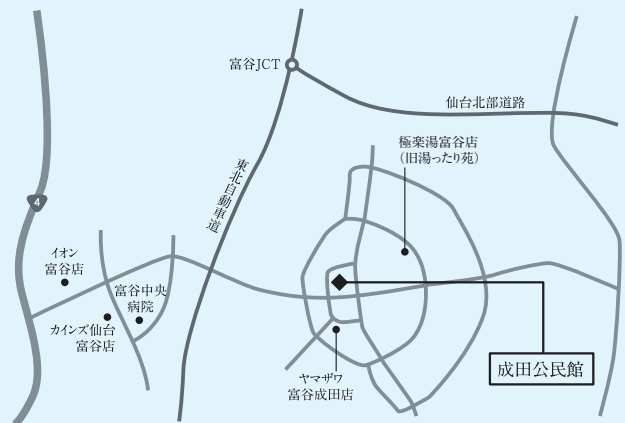 富谷JCT
仙台北部道路
極楽湯富谷店
（旧湯ったり苑）
東北自動車道
4
イオン
富谷店
富谷中央
病院
カインズ仙台
富谷店
成田公民館
ヤマザワ
富谷成田店